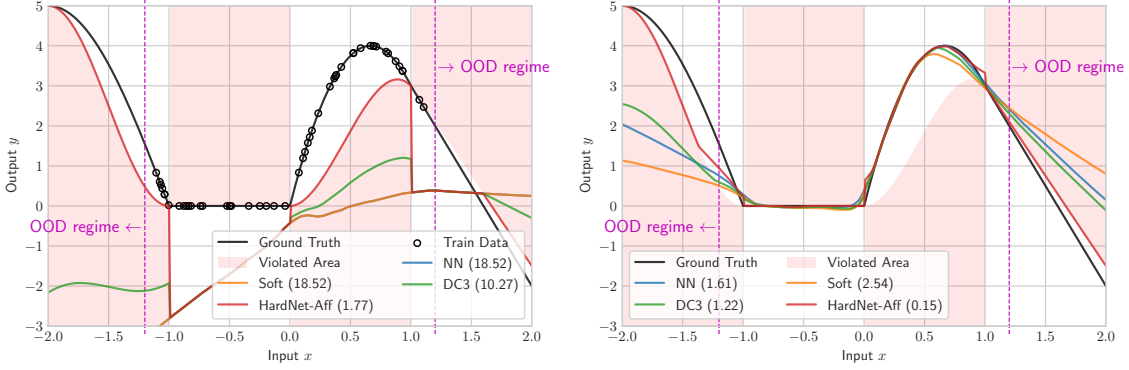 5
4
3
2
1
0
−1
−2
−3
Output y
→ OOD regime
OOD regime ←
Ground Truth
Violated Area
Soft (18.52)
HardNet-Aff (1.77)
Train Data
NN (18.52)
DC3 (10.27)
−2.0 −1.5 −1.0 −0.5 0.0 0.5 1.0 1.5 2.0
Input x
5
4
3
2
1
0
−1
−2
−3
Output y
→ OOD regime
OOD regime ←
Ground Truth
NN (1.61)
DC3 (1.22)
Violated Area
Soft (2.54)
HardNet-Aff (0.15)
−2.0 −1.5 −1.0 −0.5 0.0 0.5 1.0 1.5 2.0
Input x